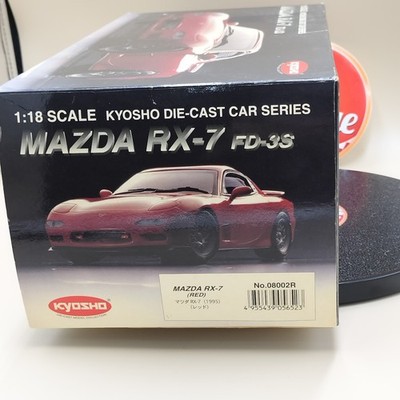 1:18 SCALE KYOSHO DIE-CAST CAR SERIES
MAZDA RX-7 FD-3S
MAZDA RX-7
(RED)
マツダ RX-7 (1993)
(レッド)
No.08002R
4 955439 056523
KYOSHO